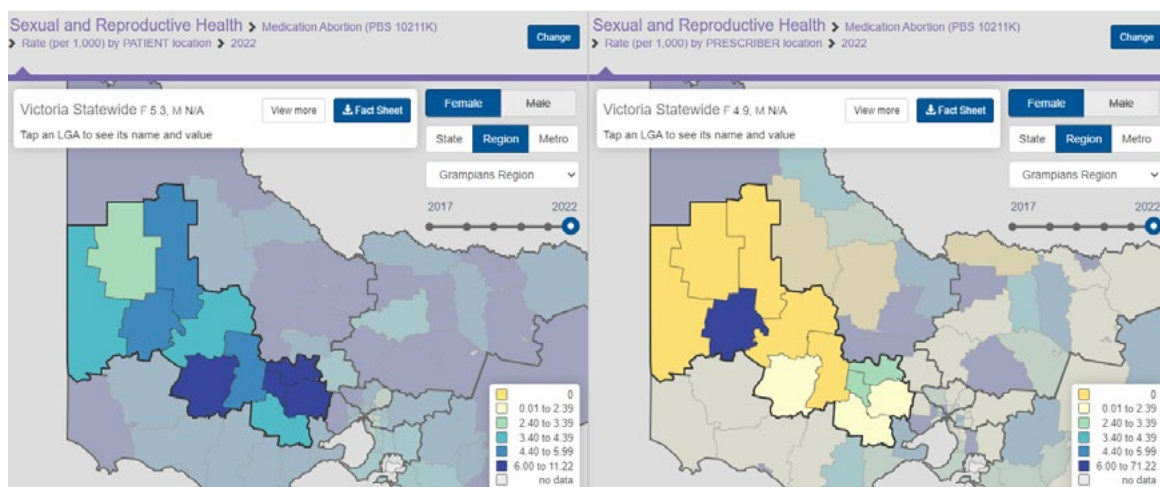 Sexual and Reproductive Health > Medication Abortion (PBS 10211K)
> Rate (per 1,000) by PATIENT location > 2022
Change
Victoria Statewide F 5.3, M N/A
View more
Fact Sheet
Tap an LGA to see its name and value
Female
Male
State
Region
Metro
Grampians Region
2017
2022
0
0.01 to 2.39
2.40 to 3.39
3.40 to 4.39
4.40 to 5.99
6.00 to 11.22
no data
Sexual and Reproductive Health > Medication Abortion (PBS 10211K)
> Rate (per 1,000) by PRESCRIBER location > 2022
Change
Victoria Statewide F 4.9, M N/A
View more
Fact Sheet
Tap an LGA to see its name and value
Female
Male
State
Region
Metro
Grampians Region
2017
2022
0
0.01 to 2.39
2.40 to 3.39
3.40 to 4.39
4.40 to 5.99
6.00 to 71.22
no data